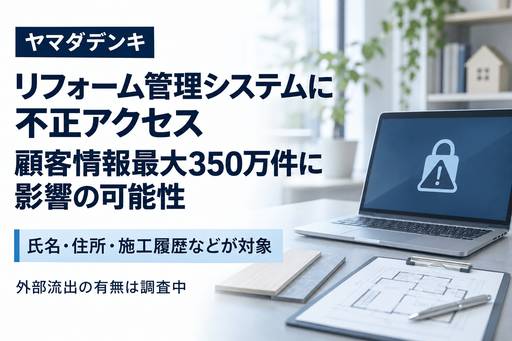 ヤマダデンキ
リフォーム管理システムに
不正アクセス
顧客情報最大350万件に
影響の可能性
氏名・住所・施工履歴などが対象
外部流出の有無は調査中